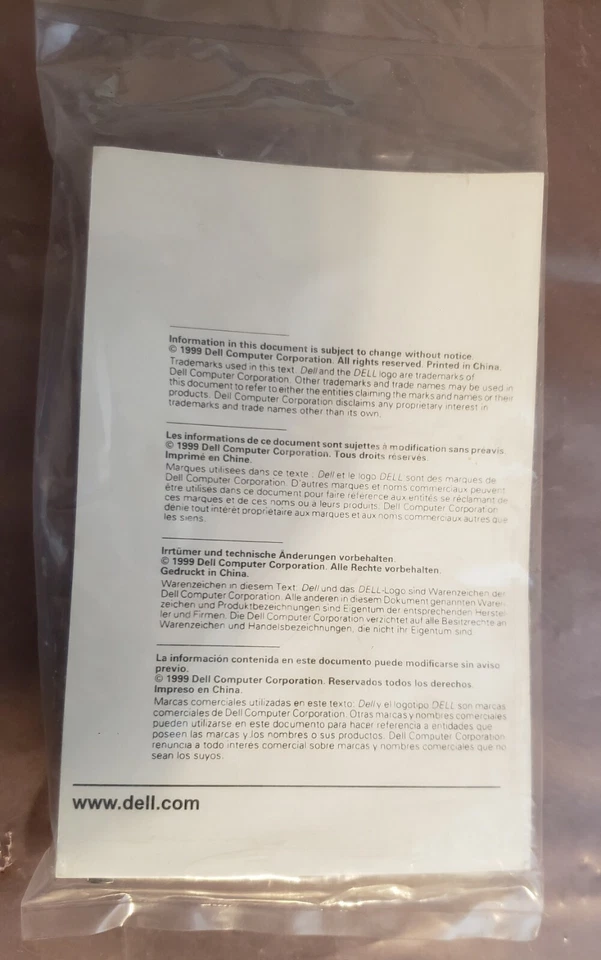 Information in this document is subject to change without notice.
© 1999 Dell Computer Corporation. All rights reserved. Printed in China.
Trademarks used in this text: Dell and the DELL logo are trademarks of
Dell Computer Corporation. Other trademarks and trade names may be used in
this document to refer to either the entities claiming the marks and names or their
products. Dell Computer Corporation disclaims any proprietary interest in
trademarks and trade names other than its own.
Les informations de ce document sont sujettes à modification sans préavis.
© 1999 Dell Computer Corporation. Tous droits réservés.
Imprimé en Chine.
Marques utilisées dans ce texte : Dell et le logo DELL sont des marques de
Dell Computer Corporation. D'autres marques et noms commerciaux peuvent
être utilisés dans ce document pour faire référence aux entités se réclamant de
ces marques et de ces noms ou à leurs produits. Dell Computer Corporation
dénie tout intérêt propriétaire aux marques et aux noms commerciaux autres que
les siens.
Irrtümer und technische Änderungen vorbehalten.
© 1999 Dell Computer Corporation. Alle Rechte vorbehalten.
Gedruckt in China.
Warenzeichen in diesem Text: Dell und das DELL-Logo sind Warenzeichen der
Dell Computer Corporation. Alle anderen in diesem Dokument genannten Waren-
zeichen und Produktbezeichnungen sind Eigentum der entsprechenden Herstel-
ler und Firmen. Die Dell Computer Corporation verzichtet auf alle Besitzrechte an
Warenzeichen und Handelsbezeichnungen, die nicht ihr Eigentum sind.
La información contenida en este documento puede modificarse sin aviso
previo.
© 1999 Dell Computer Corporation. Reservados todos los derechos.
Impreso en China.
Marcas comerciales utilizadas en este texto: Dell y el logotipo DELL son marcas
comerciales de Dell Computer Corporation. Otras marcas y nombres comerciales
pueden utilizarse en este documento para hacer referencia a entidades que
poseen las marcas y los nombres o sus productos. Dell Computer Corporation
renuncia a todo interés comercial sobre marcas y nombres comerciales que no
sean los suyos.
www.dell.com